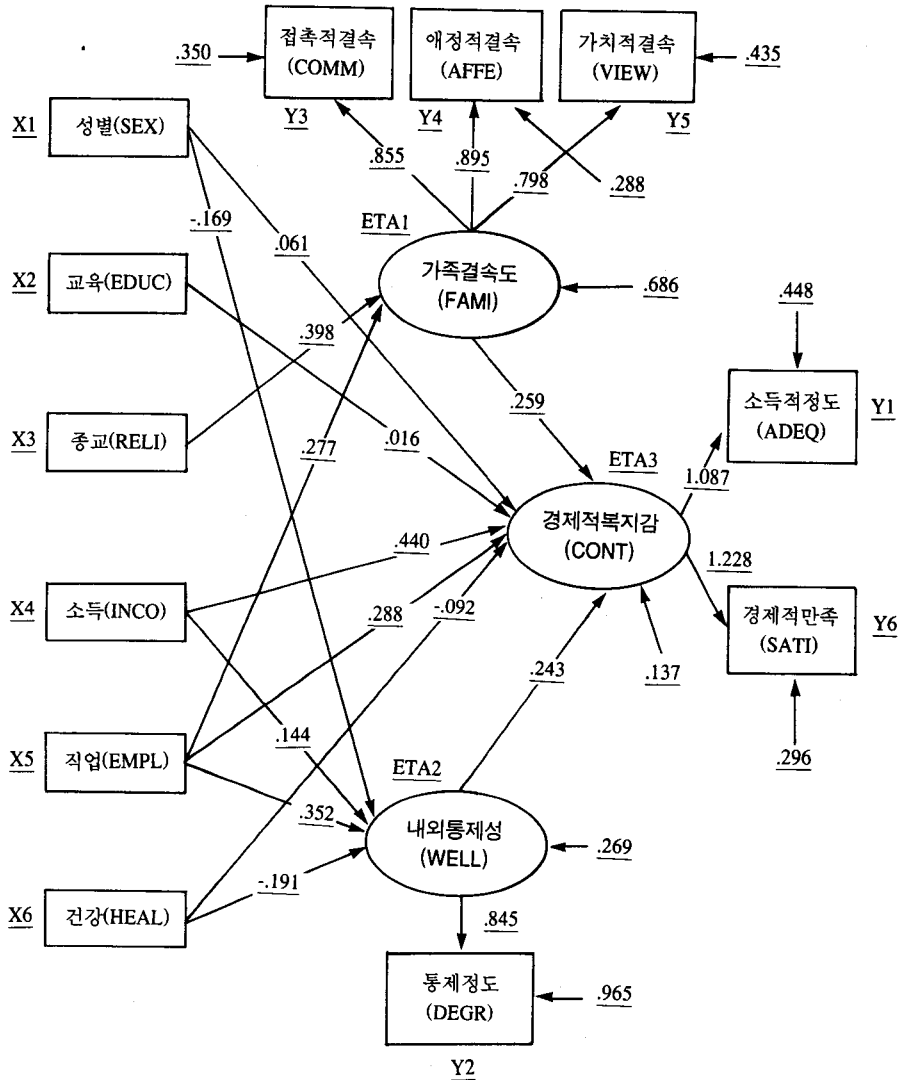 접촉적결속
(COMM)
애정적결속
(AFFE)
가치적결속
(VIEW)
.350
.435
Y3
Y4
Y5
X1
성별(SEX)
.855
.895
.798
.288
-.169
.061
ETA1
X2
교육(EDUC)
가족결속도
(FAMI)
.686
.448
.398
.259
소득적정도
(ADEQ)
Y1
X3
종교(RELI)
.277
.016
ETA3
1.087
경제적복지감
(CONT)
.440
1.228
X4
소득(INCO)
.288
-.092
경제적만족
(SATI)
Y6
.243
.137
.144
X5
직업(EMPL)
ETA2
.296
.352
내외통제성
(WELL)
.269
-.191
X6
건강(HEAL)
.845
통제정도
(DEGR)
.965
Y2